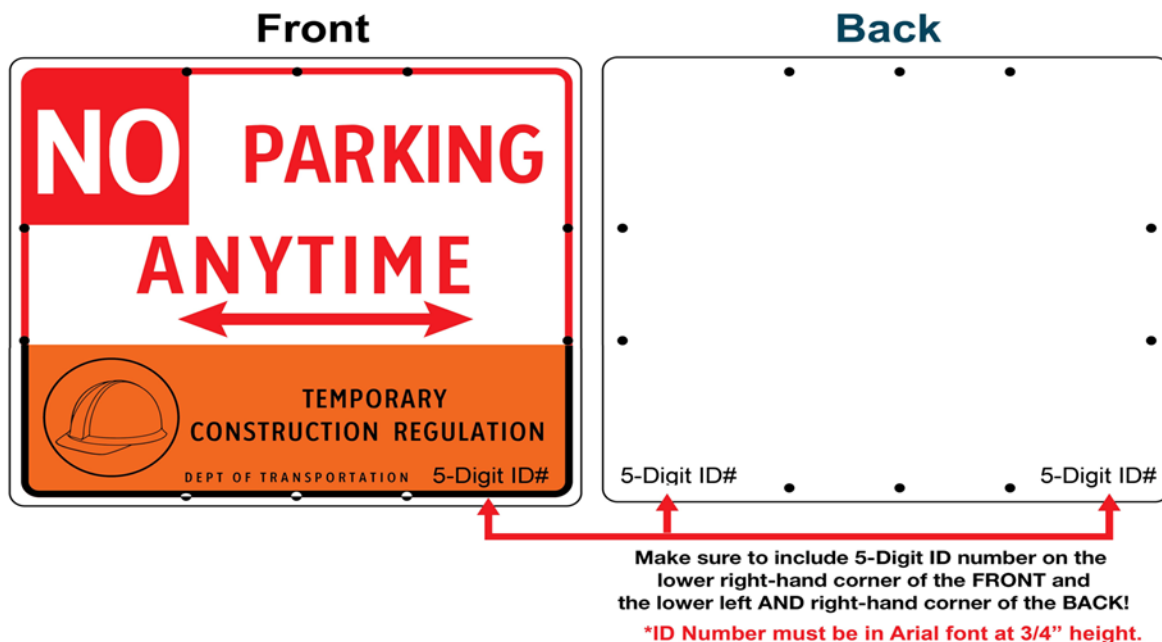 Front
NO PARKING
ANYTIME
TEMPORARY
CONSTRUCTION REGULATION
DEPT OF TRANSPORTATION 5-Digit ID#
Back
5-Digit ID# 5-Digit ID#
Make sure to include 5-Digit ID number on the
lower right-hand corner of the FRONT and
the lower left AND right-hand corner of the BACK!
*ID Number must be in Arial font at 3/4” height.